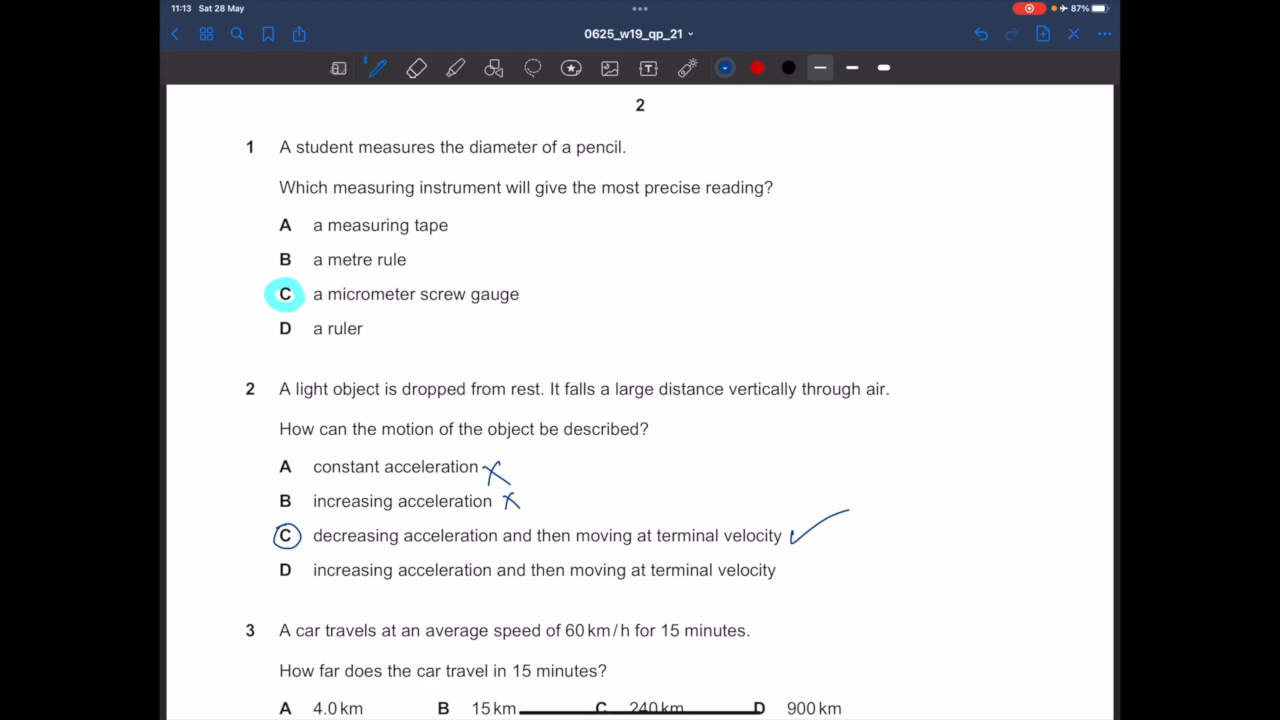 11:13 Sat 28 May
87%
0625_w19_qp_21
2
1 A student measures the diameter of a pencil.
Which measuring instrument will give the most precise reading?
A a measuring tape
B a metre rule
C a micrometer screw gauge
D a ruler
2 A light object is dropped from rest. It falls a large distance vertically through air.
How can the motion of the object be described?
A constant acceleration
B increasing acceleration
C decreasing acceleration and then moving at terminal velocity
D increasing acceleration and then moving at terminal velocity
3 A car travels at an average speed of 60 km / h for 15 minutes.
How far does the car travel in 15 minutes?
A 4.0 km B 15 km C 240 km D 900 km